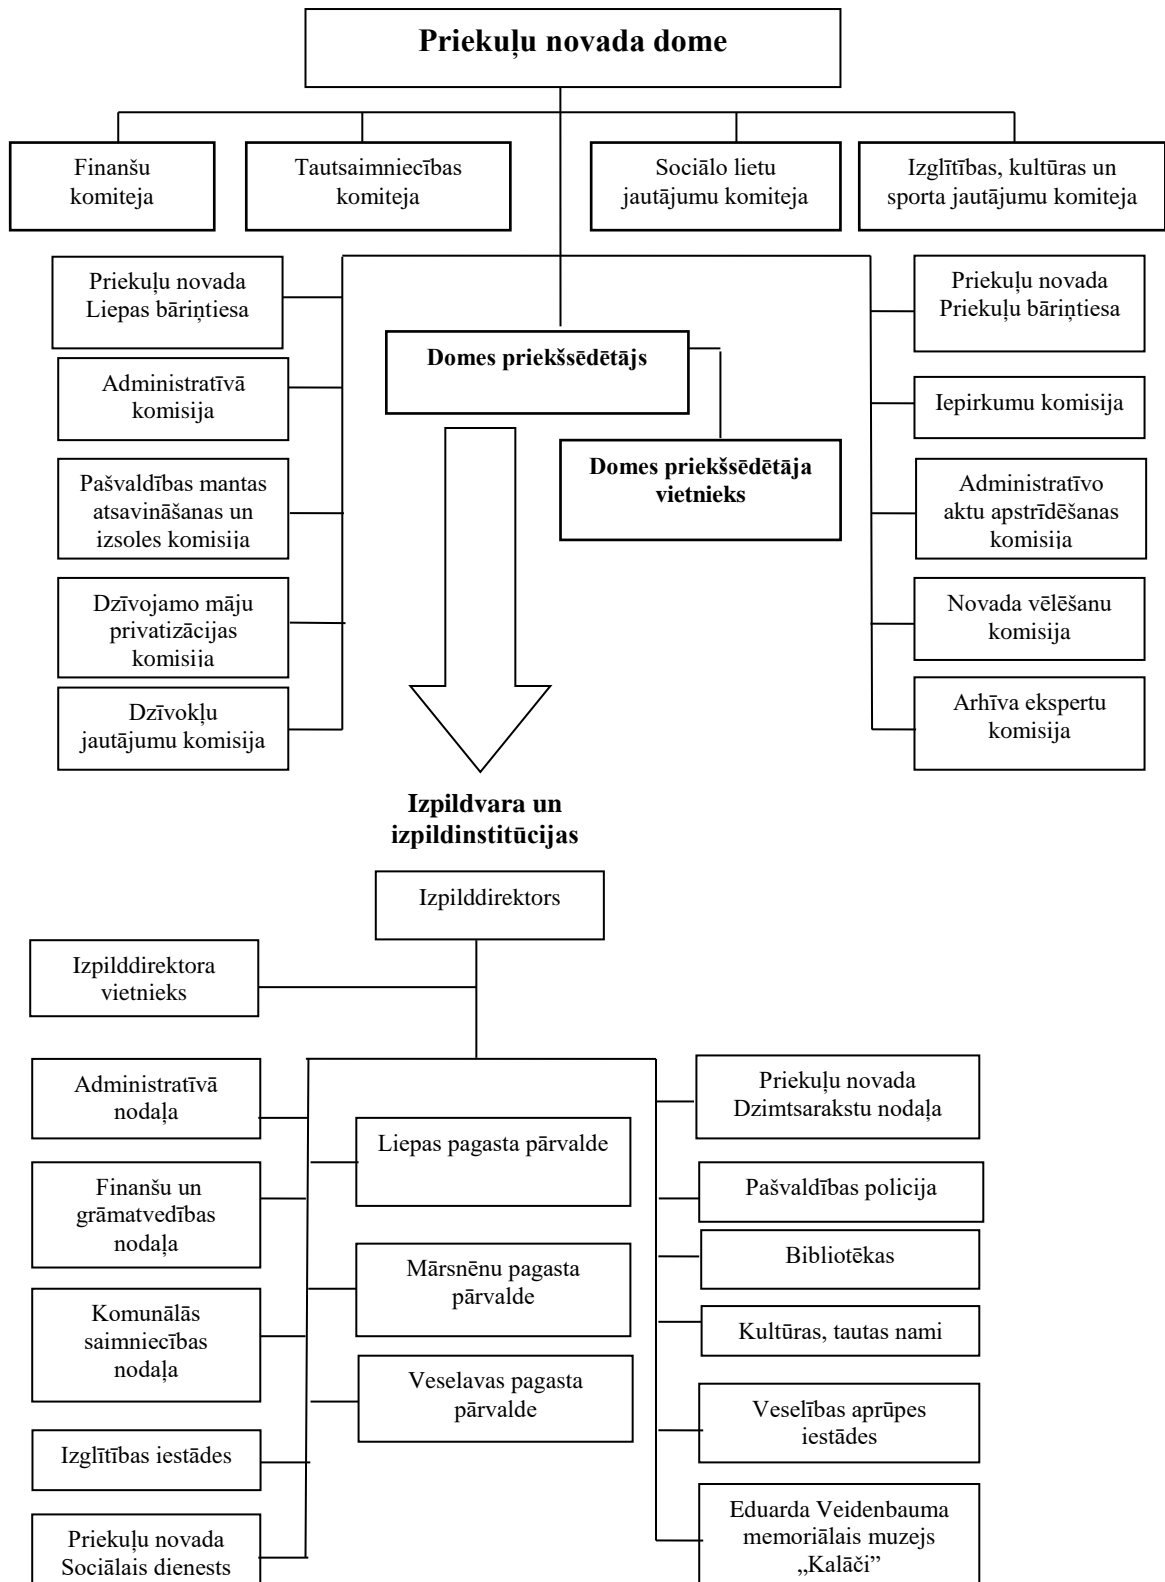 Priekuļu novada dome
Finanšu
komiteja
Tautsaimniecības
komiteja
Sociālo lietu
jautājumu komiteja
Izglītības, kultūras un
sporta jautājumu komiteja
Priekuļu novada
Liepas bāriņtiesa
Administratīvā
komisija
Pašvaldības mantas
atsavināšanas un
izsoles komisija
Dzīvojamo māju
privatizācijas
komisija
Dzīvokļu
jautājumu komisija
Domes priekšsēdētājs
Domes priekšsēdētāja
vietnieks
Priekuļu novada
Priekuļu bāriņtiesa
Iepirkumu komisija
Administratīvo
aktu apstrīdēšanas
komisija
Novada vēlēšanu
komisija
Arhīva ekspertu
komisija
Izpildvara un
izpildinstitūcijas
Izpilddirektors
Izpilddirektora
vietnieks
Administratīvā
nodaļa
Finanšu un
grāmatvedības
nodaļa
Komunālās
saimniecības
nodaļa
Izglītības iestādes
Priekuļu novada
Sociālais dienests
Liepas pagasta pārvalde
Mārsnēnu pagasta
pārvalde
Veselavas pagasta
pārvalde
Priekuļu novada
Dzimtsarakstu nodaļa
Pašvaldības policija
Bibliotēkas
Kultūras, tautas nami
Veselības aprūpes
iestādes
Eduarda Veidenbauma
memoriālais muzejs
„Kalāči”